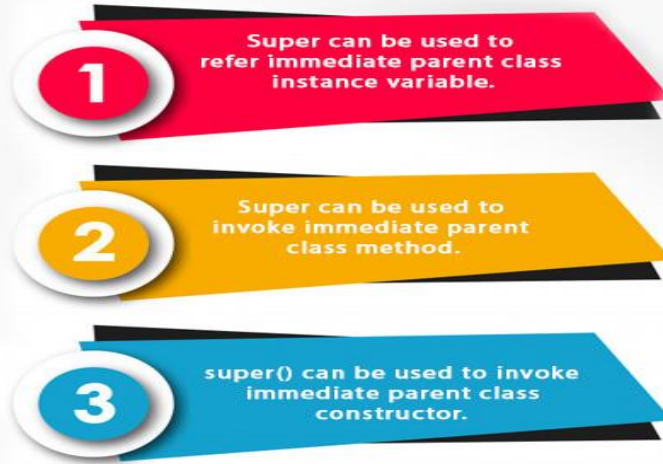 1
Super can be used to
refer immediate parent class
instance variable.
2
Super can be used to
invoke immediate parent
class method.
3
super() can be used to invoke
immediate parent class
constructor.